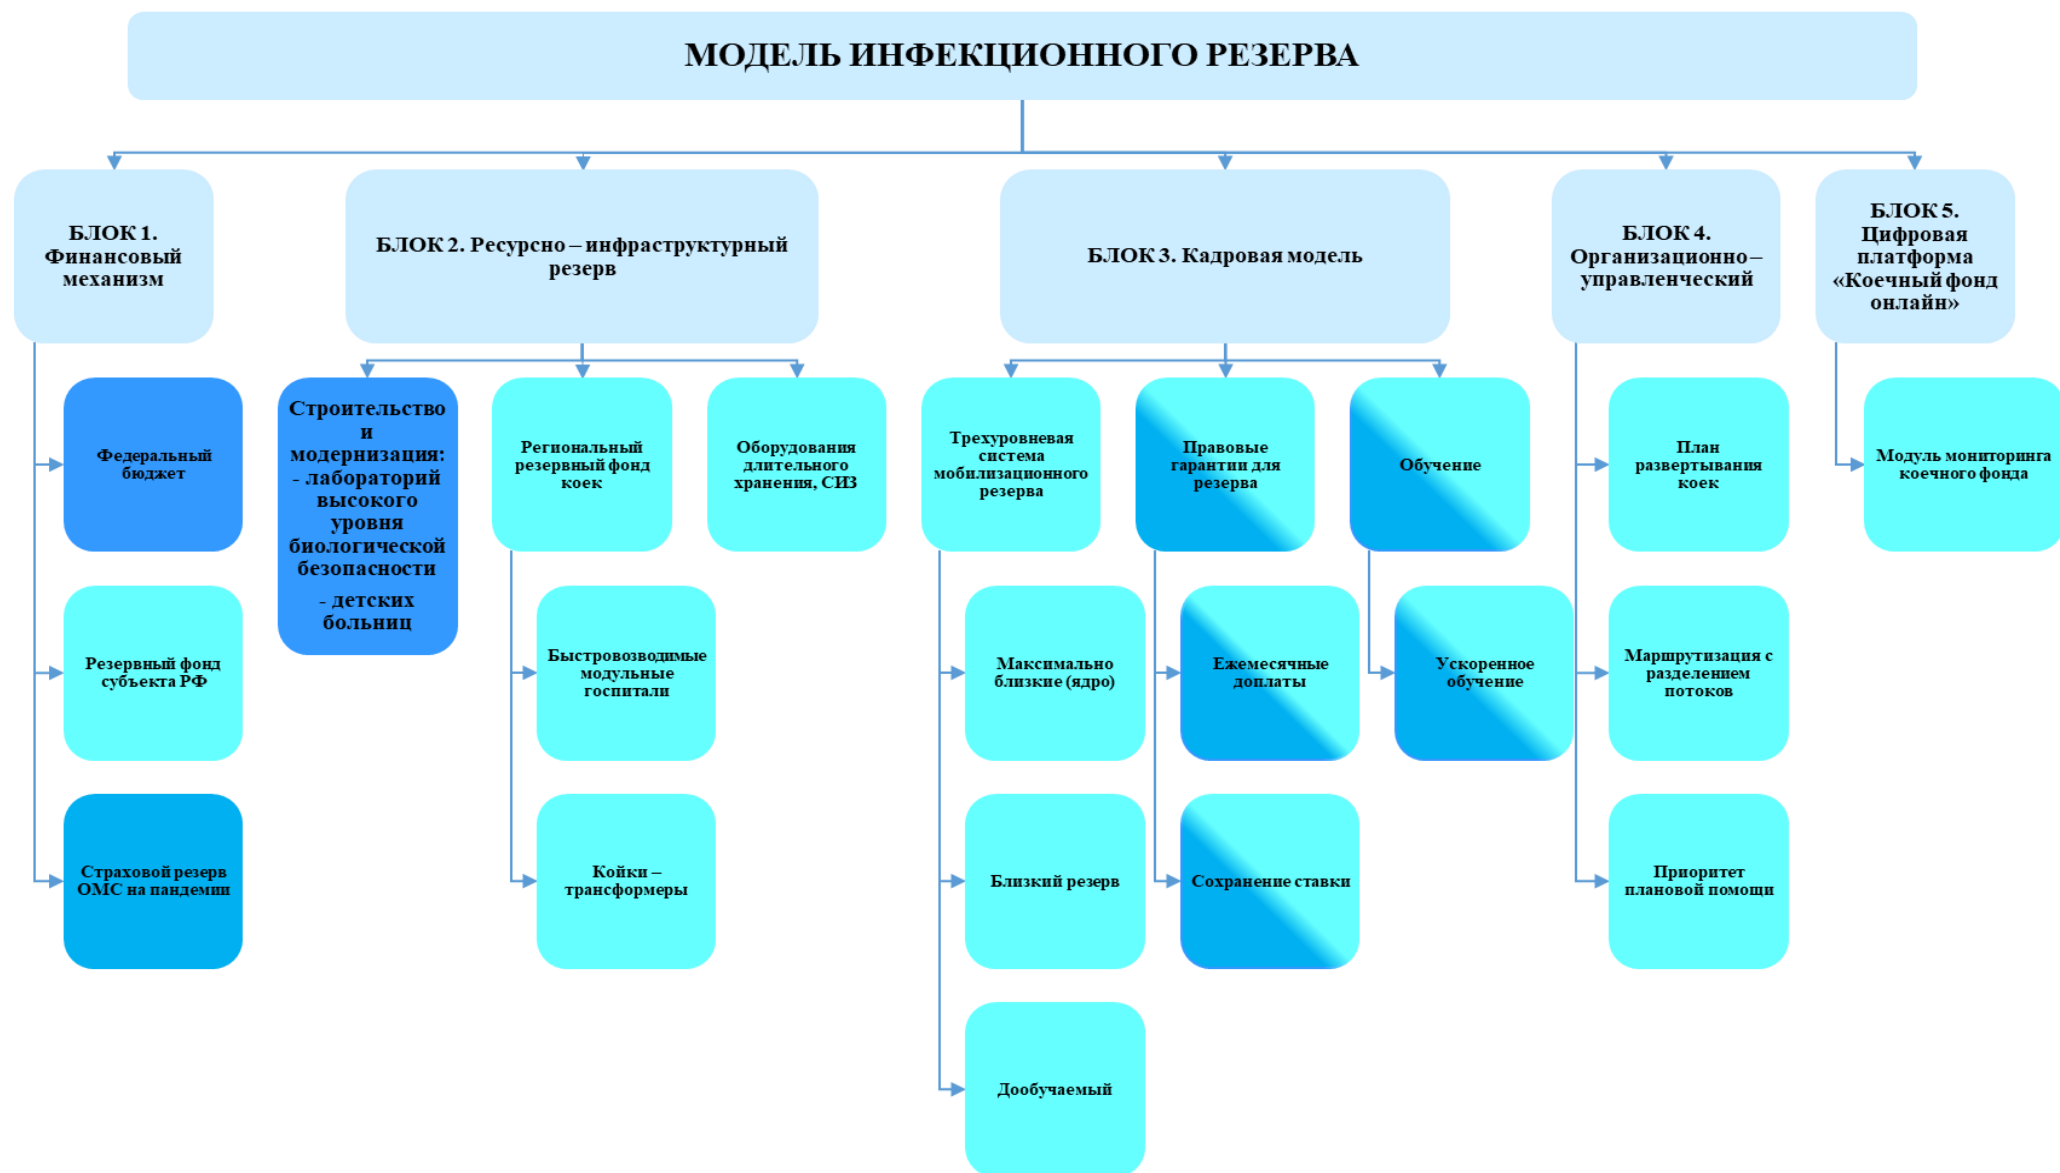 МОДЕЛЬ ИНФЕКЦИОННОГО РЕЗЕРВА
БЛОК 1.
Финансовый
механизм
БЛОК 2. Ресурсно – инфраструктурный
резерв
БЛОК 3. Кадровая модель
БЛОК 4.
Организационно –
управленческий
БЛОК 5.
Цифровая
платформа
«Коечный фонд
онлайн»
Федеральный
бюджет
Резервный фонд
субъекта РФ
Страховой резерв
ОМС на пандемии
Строительство
и
модернизация:
- лабораторий
высокого
уровня
биологической
безопасности
- детских
больниц
Региональный
резервный фонд
коек
Быстровозводимые
модульные
госпитали
Койки –
трансформеры
Оборудования
длительного
хранения, СИЗ
Трехуровневая
система
мобилизационного
резерва
Максимально
близкие (ядро)
Близкий резерв
Дообучаемый
Правовые
гарантии для
резерва
Ежемесячные
доплаты
Сохранение ставки
Обучение
Ускоренное
обучение
План
развертывания
коек
Маршрутизация с
разделением
потоков
Приоритет
плановой помощи
Модуль мониторинга
коечного фонда